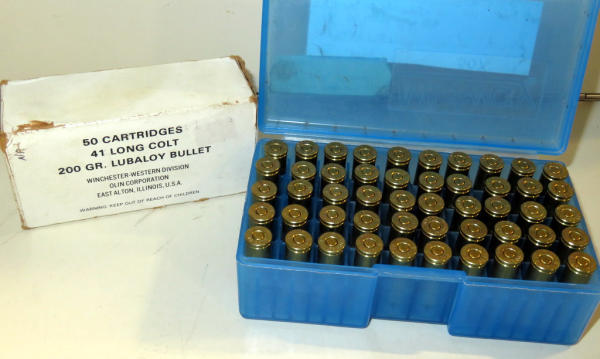 50 CARTRIDGES
41 LONG COLT
200 GR. LUBALOY BULLET
WINCHESTER-WESTERN DIVISION
OLIN CORPORATION
EAST ALTON, ILLINOIS, U.S.A.
WARNING: KEEP OUT OF REACH OF CHILDREN.